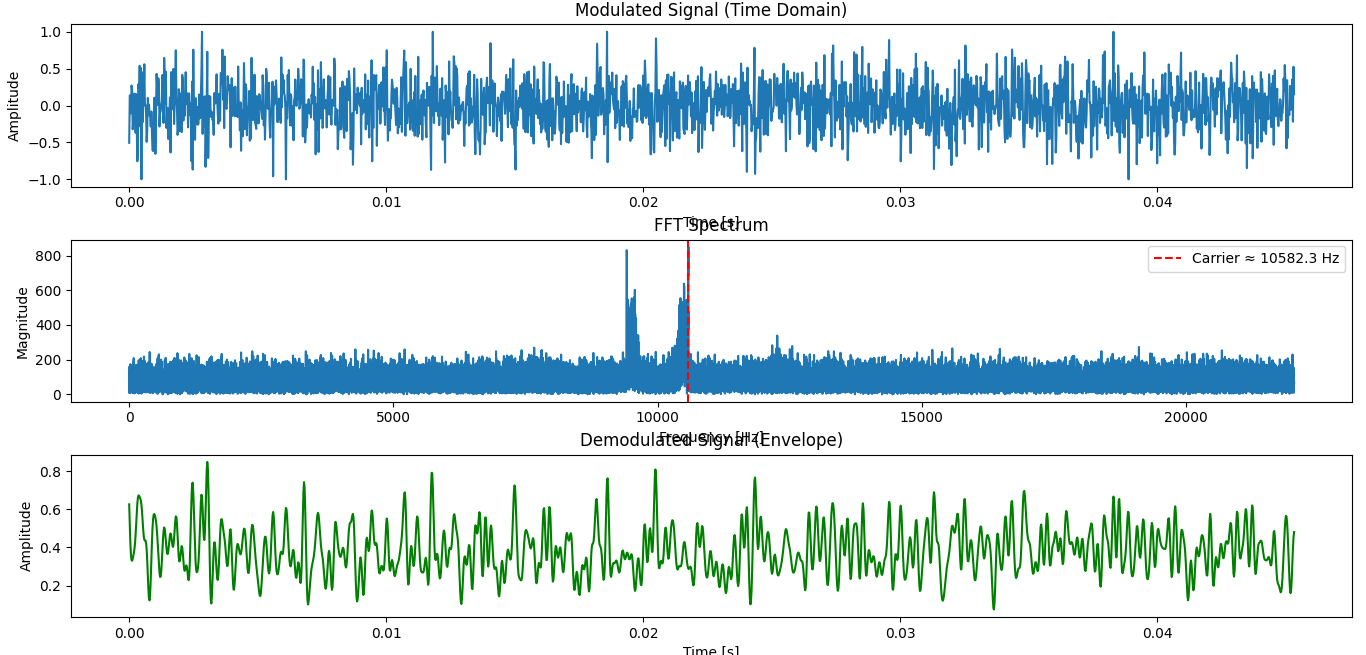 Modulated Signal (Time Domain)
1.0
0.5
0.0
−0.5
−1.0
Amplitude
0.00 0.01 0.02 0.03 0.04
Time [s]
FFT Spectrum
800
600
400
200
0
Magnitude
Carrier ≈ 10582.3 Hz
0 5000 10000 15000 20000
Frequency [Hz]
Demodulated Signal (Envelope)
0.8
0.6
0.4
0.2
Amplitude
0.00 0.01 0.02 0.03 0.04
Time [s]